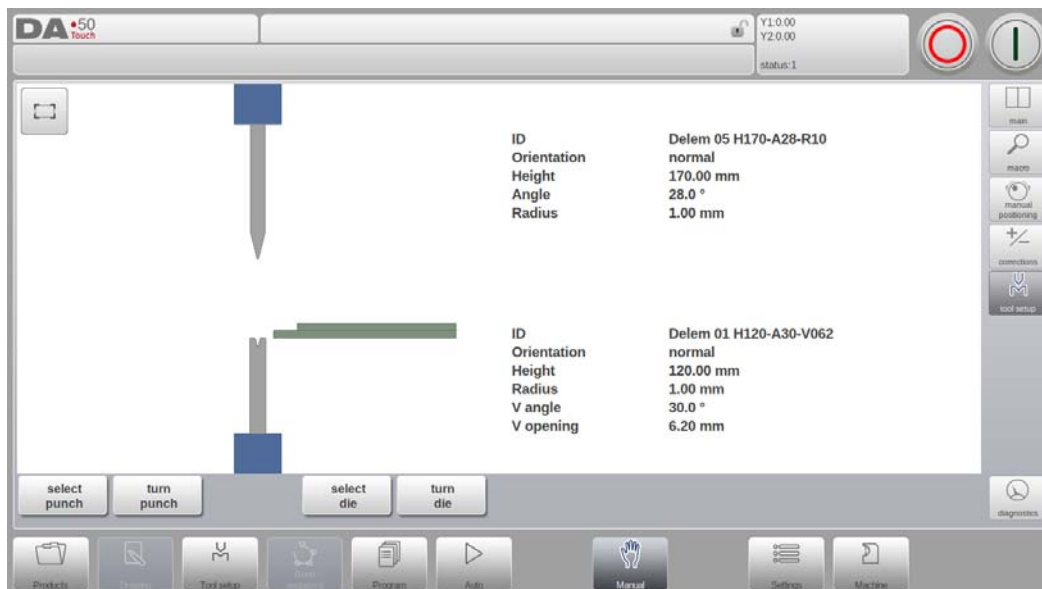 DA•50
Touch
Y1:0.00
Y2:0.00
status:1
ID Delem 05 H170-A28-R10
Orientation normal
Height 170.00 mm
Angle 28.0 °
Radius 1.00 mm
ID Delem 01 H120-A30-V062
Orientation normal
Height 120.00 mm
Radius 1.00 mm
V angle 30.0 °
V opening 6.20 mm
main
macro
manual
positioning
corrections
tool setup
diagnostics
select
punch
turn
punch
select
die
turn
die
Products
Tool setup
Program
Auto
Manual
Settings
Machine